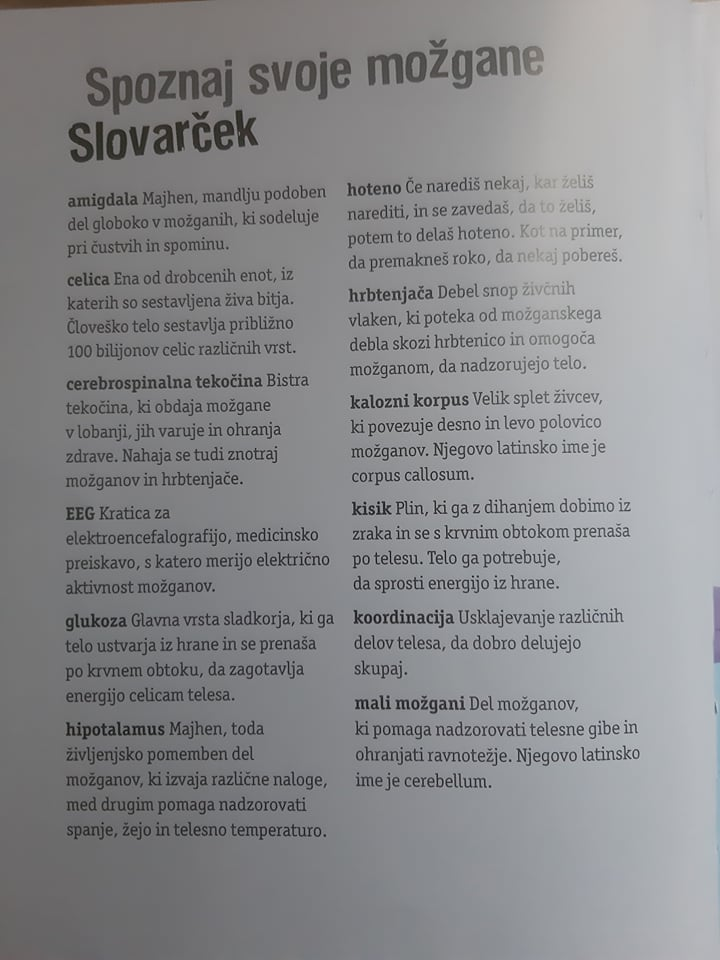 Spoznaj svoje možgane
Slovarček
amigdala Majhen, mandlju podoben
del globoko v možganih, ki sodeluje
pri čustvih in spominu.
celica Ena od drobcenih enot, iz
katerih so sestavljena živa bitja.
Človeško telo sestavlja približno
100 bilijonov celic različnih vrst.
cerebrospinalna tekočina Bistra
tekočina, ki obdaja možgane
v lobanji, jih varuje in ohranja
zdrave. Nahaja se tudi znotraj
možganov in hrbtenjače.
EEG Kratica za
elektroencefalografijo, medicinsko
preiskavo, s katero merijo električno
aktivnost možganov.
glukoza Glavna vrsta sladkorja, ki ga
telo ustvarja iz hrane in se prenaša
po krvnem obtoku, da zagotavlja
energijo celicam telesa.
hipotalamus Majhen, toda
življenjsko pomemben del
možganov, ki izvaja različne naloge,
med drugim pomaga nadzorovati
spanje, žejo in telesno temperaturo.
hoteno Če narediš nekaj, kar želiš
narediti, in se zavedaš, da to želiš,
potem to delaš hoteno. Kot na primer,
da premakneš roko, da nekaj pobereš.
hrbtenjača Debel snop živčnih
vlaken, ki poteka od možganskega
debla skozi hrbtenico in omogoča
možganom, da nadzorujejo telo.
kalozni korpus Velik splet živcev,
ki povezuje desno in levo polovico
možganov. Njegovo latinsko ime je
corpus callosum.
kisik Plin, ki ga z dihanjem dobimo iz
zraka in se s krvnim obtokom prenaša
po telesu. Telo ga potrebuje,
da sprosti energijo iz hrane.
koordinacija Usklajevanje različnih
delov telesa, da dobro delujejo
skupaj.
mali možgani Del možganov,
ki pomaga nadzorovati telesne gibe in
ohranjati ravnotežje. Njegovo latinsko
ime je cerebellum.